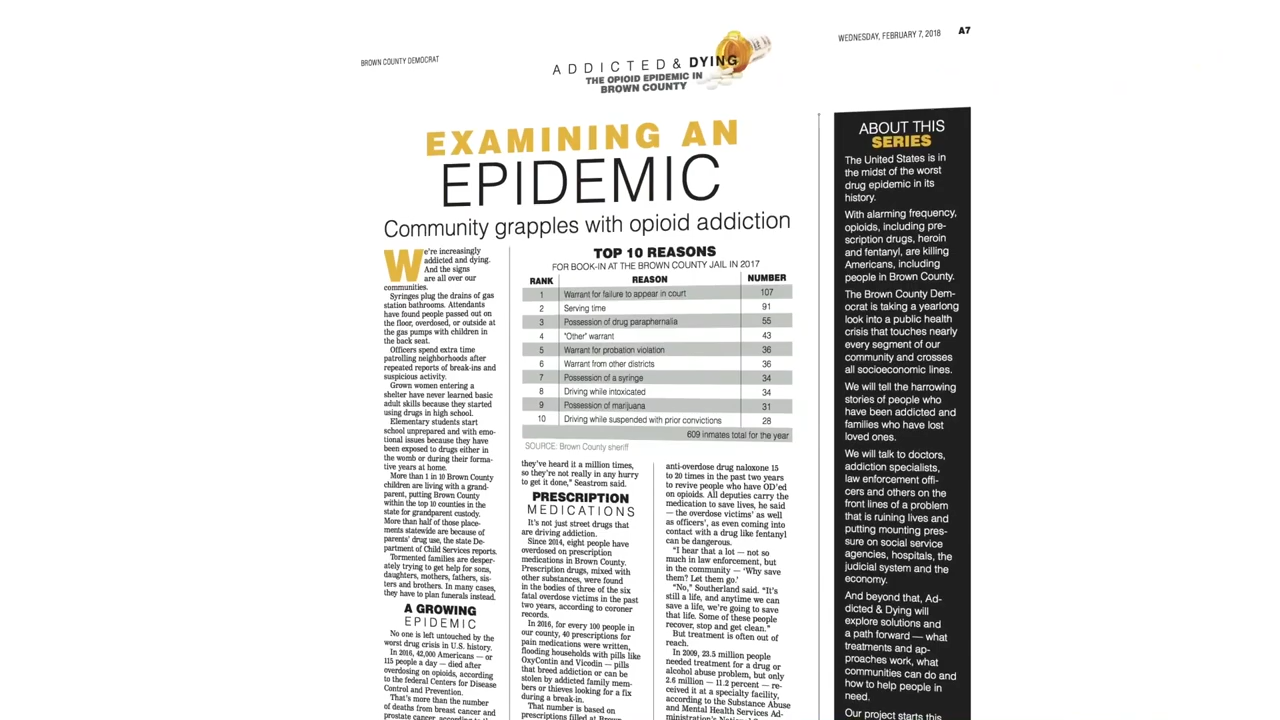 BROWN COUNTY DEMOCRAT
ADDICTED & DYING
THE OPIOID EPIDEMIC IN
BROWN COUNTY
WEDNESDAY, FEBRUARY 7, 2018 A7
EXAMINING AN
EPIDEMIC
Community grapples with opioid addiction
We're increasingly
addicted and dying.
And the signs
are all over our
communities.
Syringes plug the drains of gas
station bathrooms. Attendants
have found people passed out on
the floor, overdosed, or outside at
the gas pumps with children in
the back seat.
Officers spend extra time
patrolling neighborhoods after
repeated reports of break-ins and
suspicious activity.
Grown women entering a
shelter have never learned basic
adult skills because they started
using drugs in high school.
Elementary students start
school unprepared and with emo-
tional issues because they have
been exposed to drugs either in
the womb or during their forma-
tive years at home.
More than 1 in 10 Brown County
children are living with a grand-
parent, putting Brown County
within the top 10 counties in the
state for grandparent custody.
More than half of those place-
ments statewide are because of
parents' drug use, the state De-
partment of Child Services reports.
Tormented families are desper-
ately trying to get help for sons,
daughters, mothers, fathers, sis-
ters and brothers. In many cases,
they have to plan funerals instead.
A GROWING
EPIDEMIC
No one is left untouched by the
worst drug crisis in U.S. history.
In 2016, 42,000 Americans — or
115 people a day — died after
overdosing on opioids, according
to the federal Centers for Disease
Control and Prevention.
That's more than the number
of deaths from breast cancer and
prostate cancer, according to the
TOP 10 REASONS
FOR BOOK-IN AT THE BROWN COUNTY JAIL IN 2017
RANK REASON NUMBER
1 Warrant for failure to appear in court 107
2 Serving time 91
3 Possession of drug paraphernalia 55
4 "Other" warrant 43
5 Warrant for probation violation 36
6 Warrant from other districts 36
7 Possession of a syringe 34
8 Driving while intoxicated 34
9 Possession of marijuana 31
10 Driving while suspended with prior convictions 28
609 inmates total for the year
SOURCE: Brown County sheriff
they've heard it a million times,
so they're not really in any hurry
to get it done," Seastrom said.
PRESCRIPTION
MEDICATIONS
It's not just street drugs that
are driving addiction.
Since 2014, eight people have
overdosed on prescription
medications in Brown County.
Prescription drugs, mixed with
other substances, were found
in the bodies of three of the six
fatal overdose victims in the past
two years, according to coroner
records.
In 2016, for every 100 people in
our county, 40 prescriptions for
pain medications were written,
flooding households with pills like
OxyContin and Vicodin — pills
that breed addiction or can be
stolen by addicted family mem-
bers or thieves looking for a fix
during a break-in.
That number is based on
prescriptions filled at Brown
anti-overdose drug naloxone 15
to 20 times in the past two years
to revive people who have OD'ed
on opioids. All deputies carry the
medication to save lives, he said
— the overdose victims' as well
as officers', as even coming into
contact with a drug like fentanyl
can be dangerous.
"I hear that a lot — not so
much in law enforcement, but
in the community — 'Why save
them? Let them go.'
"No," Southerland said. "It's
still a life, and anytime we can
save a life, we're going to save
that life. Some of these people
recover, stop and get clean."
But treatment is often out of
reach.
In 2009, 23.5 million people
needed treatment for a drug or
alcohol abuse problem, but only
2.6 million — 11.2 percent — re-
ceived it at a specialty facility,
according to the Substance Abuse
and Mental Health Services Ad-
ministration's
ABOUT THIS
SERIES
The United States is in
the midst of the worst
drug epidemic in its
history.
With alarming frequency,
opioids, including pre-
scription drugs, heroin
and fentanyl, are killing
Americans, including
people in Brown County.
The Brown County Dem-
ocrat is taking a yearlong
look into a public health
crisis that touches nearly
every segment of our
community and crosses
all socioeconomic lines.
We will tell the harrowing
stories of people who
have been addicted and
families who have lost
loved ones.
We will talk to doctors,
addiction specialists,
law enforcement offi-
cers and others on the
front lines of a problem
that is ruining lives and
putting mounting pres-
sure on social service
agencies, hospitals, the
judicial system and the
economy.
And beyond that, Ad-
dicted & Dying will
explore solutions and
a path forward — what
treatments and ap-
proaches work, what
communities can do and
how to help people in
need.
Our project starts this